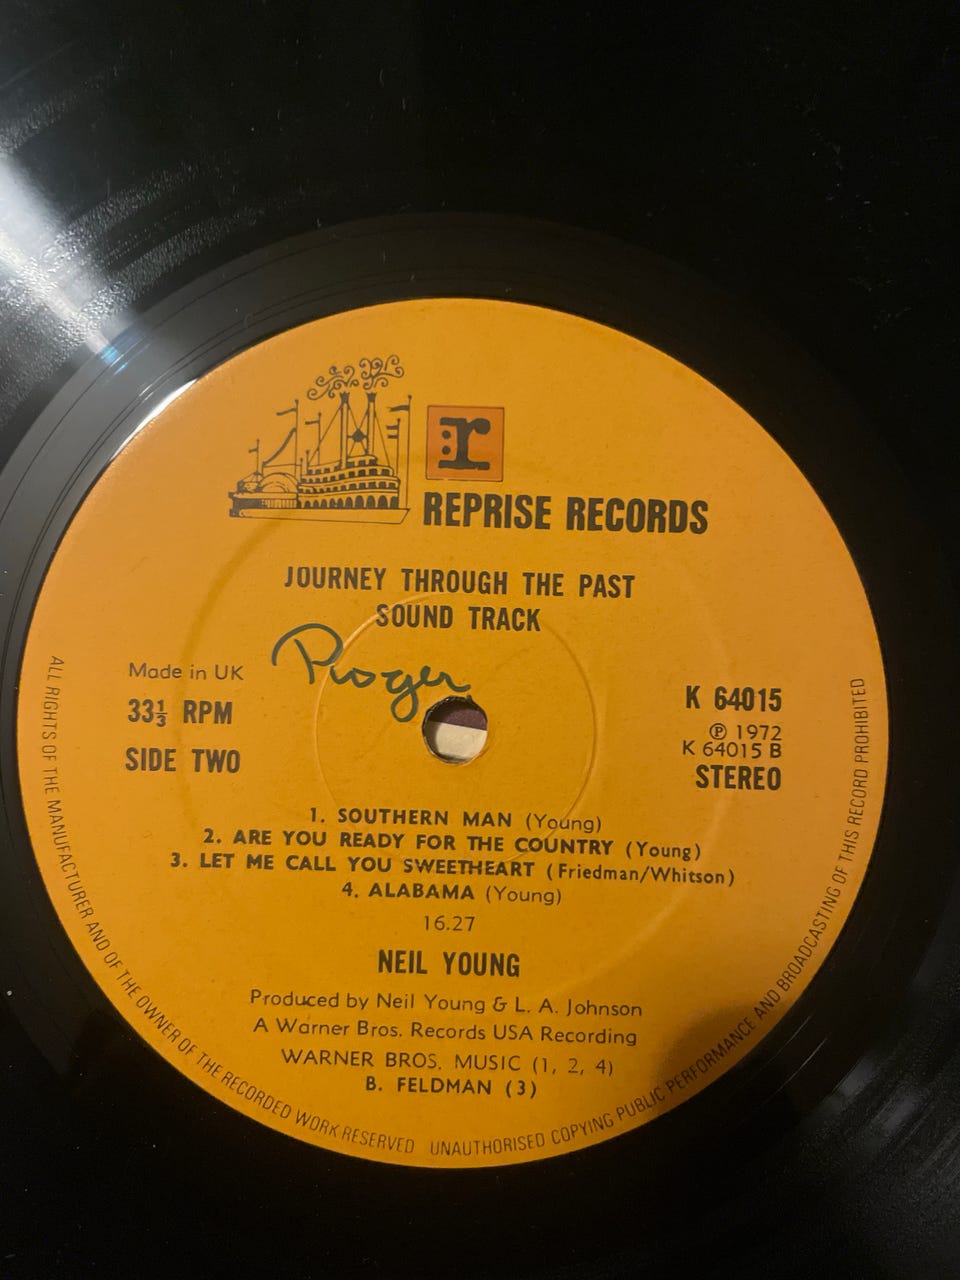 r
REPRISE RECORDS
JOURNEY THROUGH THE PAST
SOUND TRACK
Roger
Made in UK
33⅓ RPM
SIDE TWO
K 64015
℗ 1972
K 64015 B
STEREO
1. SOUTHERN MAN (Young)
2. ARE YOU READY FOR THE COUNTRY (Young)
3. LET ME CALL YOU SWEETHEART (Friedman/Whitson)
4. ALABAMA (Young)
16.27
NEIL YOUNG
Produced by Neil Young & L. A. Johnson
A Warner Bros. Records USA Recording
WARNER BROS. MUSIC (1, 2, 4)
B. FELDMAN (3)
ALL RIGHTS OF THE MANUFACTURER AND OF THE OWNER OF THE RECORDED WORK RESERVED UNAUTHORISED COPYING PUBLIC PERFORMANCE AND BROADCASTING OF THIS RECORD PROHIBITED